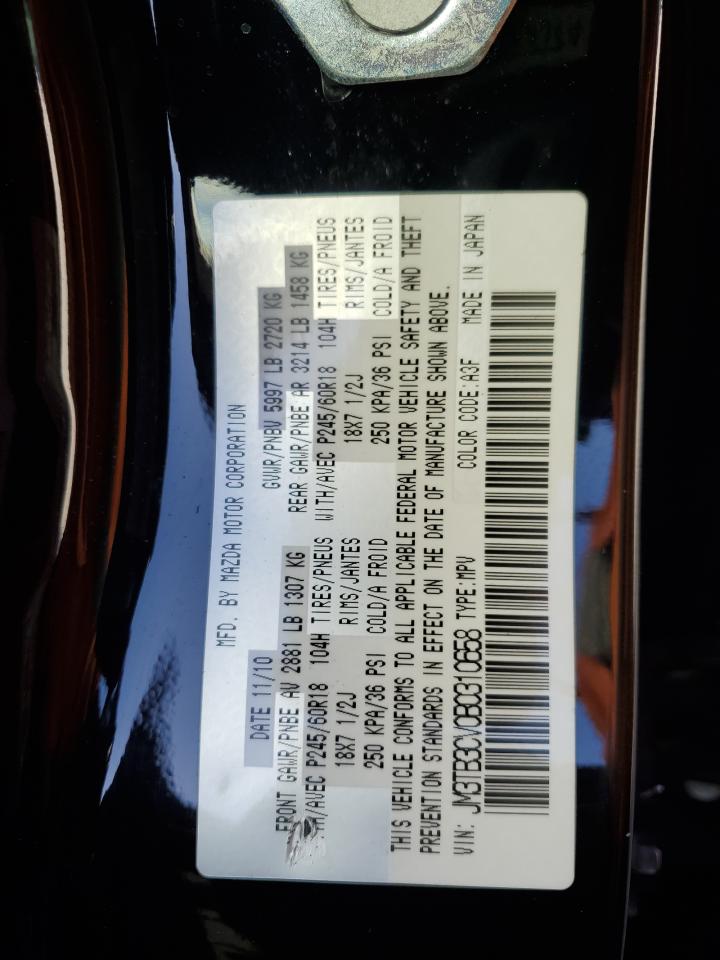 MFD. BY MAZDA MOTOR CORPORATION
DATE 11/10 GVWR/PNBV 5997 LB 2720 KG
FRONT GAWR/PNBE AV 2881 LB 1307 KG REAR GAWR/PNBE AR 3214 LB 1458 KG
/AVEC P245/60R18 104H TIRES/PNEUS WITH/AVEC P245/60R18 104H TIRES/PNEUS
18X7 1/2J RIMS/JANTES 18X7 1/2J RIMS/JANTES
250 KPA/36 PSI COLD/A FROID 250 KPA/36 PSI COLD/A FROID
THIS VEHICLE CONFORMS TO ALL APPLICABLE FEDERAL MOTOR VEHICLE SAFETY AND THEFT
PREVENTION STANDARDS IN EFFECT ON THE DATE OF MANUFACTURE SHOWN ABOVE.
VIN: JM3TB3CV0B0310658 TYPE:MPV COLOR CODE:A3F MADE IN JAPAN